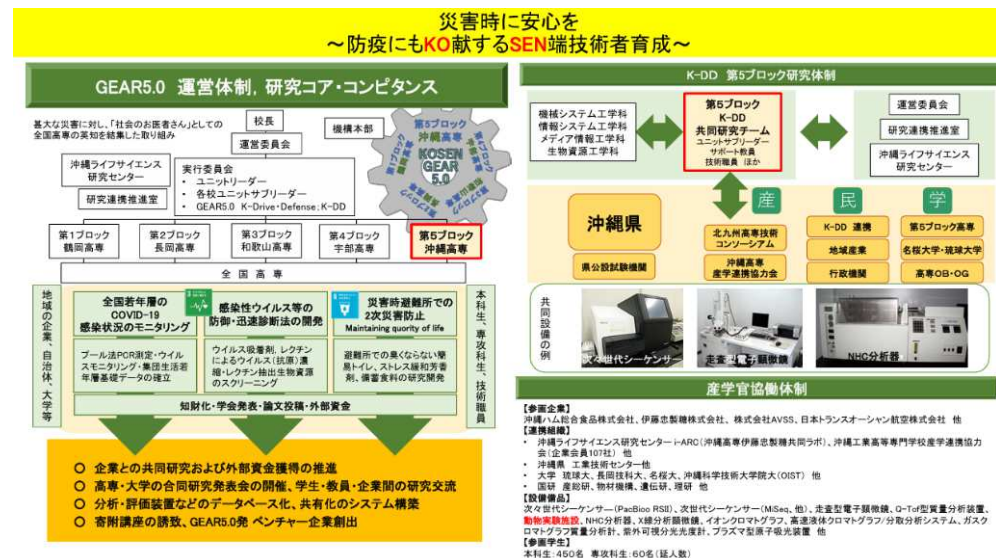 災害時に安心を
～防疫にもKO献するSEN端技術者育成～
GEAR5.0 運営体制，研究コア・コンピタンス
甚大な災害に対し，「社会のお医者さん」としての
全国高専の英知を結集した取り組み
校長
運営委員会
機構本部
沖縄ライフサイエンス
研究センター
研究連携推進室
実行委員会
・ ユニットリーダー
・ 各校ユニットサブリーダー
・ GEAR5.0 K-Drive・Defense；K-DD
第5ブロック
沖縄高専
KOSEN
GEAR
5.0
第1ブロック
鶴岡高専
第2ブロック
長岡高専
第3ブロック
和歌山高専
第4ブロック
宇部高専
第5ブロック
沖縄高専
全国高専
地域の企業、自治体、大学等
本科生、専攻科生、技術職員
全国若年層の
COVID-19
感染状況のモニタリング
感染性ウイルス等の
防御・迅速診断法の開発
災害時避難所での
2次災害防止
Maintaining quority of life
プール法PCR測定・ウイル
スモニタリング・集団生活若
年層基礎データの確立
ウイルス吸着剤，レクチン
によるウイルス（抗原）濃
縮・レクチン抽出生物資源
のスクリーニング
避難所での臭くならない簡
易トイレ，ストレス緩和芳香
剤，備蓄食料の研究開発
知財化・学会発表・論文投稿・外部資金
○ 企業との共同研究および外部資金獲得の推進
○ 高専・大学の合同研究発表会の開催、学生・教員・企業間の研究交流
○ 分析・評価装置などのデータベース化、共有化のシステム構築
○ 寄附講座の誘致、GEAR5.0発 ベンチャー企業創出
K-DD 第5ブロック研究体制
機械システム工学科
情報システム工学科
メディア情報工学科
生物資源工学科
第5ブロック
K-DD
共同研究チーム
ユニットサブリーダー
サポート教員
技術職員 ほか
運営委員会
研究連携推進室
沖縄ライフサイエンス
研究センター
産
民
学
沖縄県
県公設試験機関
北九州高専技術
コンソーシアム
沖縄高専
産学連携協力会
K-DD 連携
地域産業
行政機関
第5ブロック高専
名桜大学・琉球大学
高専OB・OG
共同設備の例
次々世代シーケンサー
走査型電子顕微鏡
NHC分析器
産学官協働体制
【参画企業】
沖縄ハム総合食品株式会社、伊藤忠製糖株式会社、株式会社AVSS、日本トランスオーシャン航空株式会社 他
【連携組織】
・ 沖縄ライフサイエンス研究センターi-ARC（沖縄高専伊藤忠製糖共同ラボ）、沖縄工業高等専門学校産学連携協力
会（企業会員107社） 他
・ 沖縄県 工業技術センター他
・ 大学 琉球大、長岡技科大、名桜大、沖縄科学技術大学院大（OIST） 他
・ 国研 産総研、物材機構、遺伝研、理研 他
【設備備品】
次々世代シーケンサー（PacBioo RSII）、次世代シーケンサー（MiSeq、他）、走査型電子顕微鏡、Q-Tof型質量分析装置、
動物実験施設、NHC分析器、X線分析顕微鏡、イオンクロマトグラフ、高速液体クロマトグラフ/分取分析システム、ガスク
ロマトグラフ質量分析計、紫外可視分光光度計、プラズマ型原子吸光装置 他
【参画学生】
本科生：450名 専攻科生：60名（延人数）